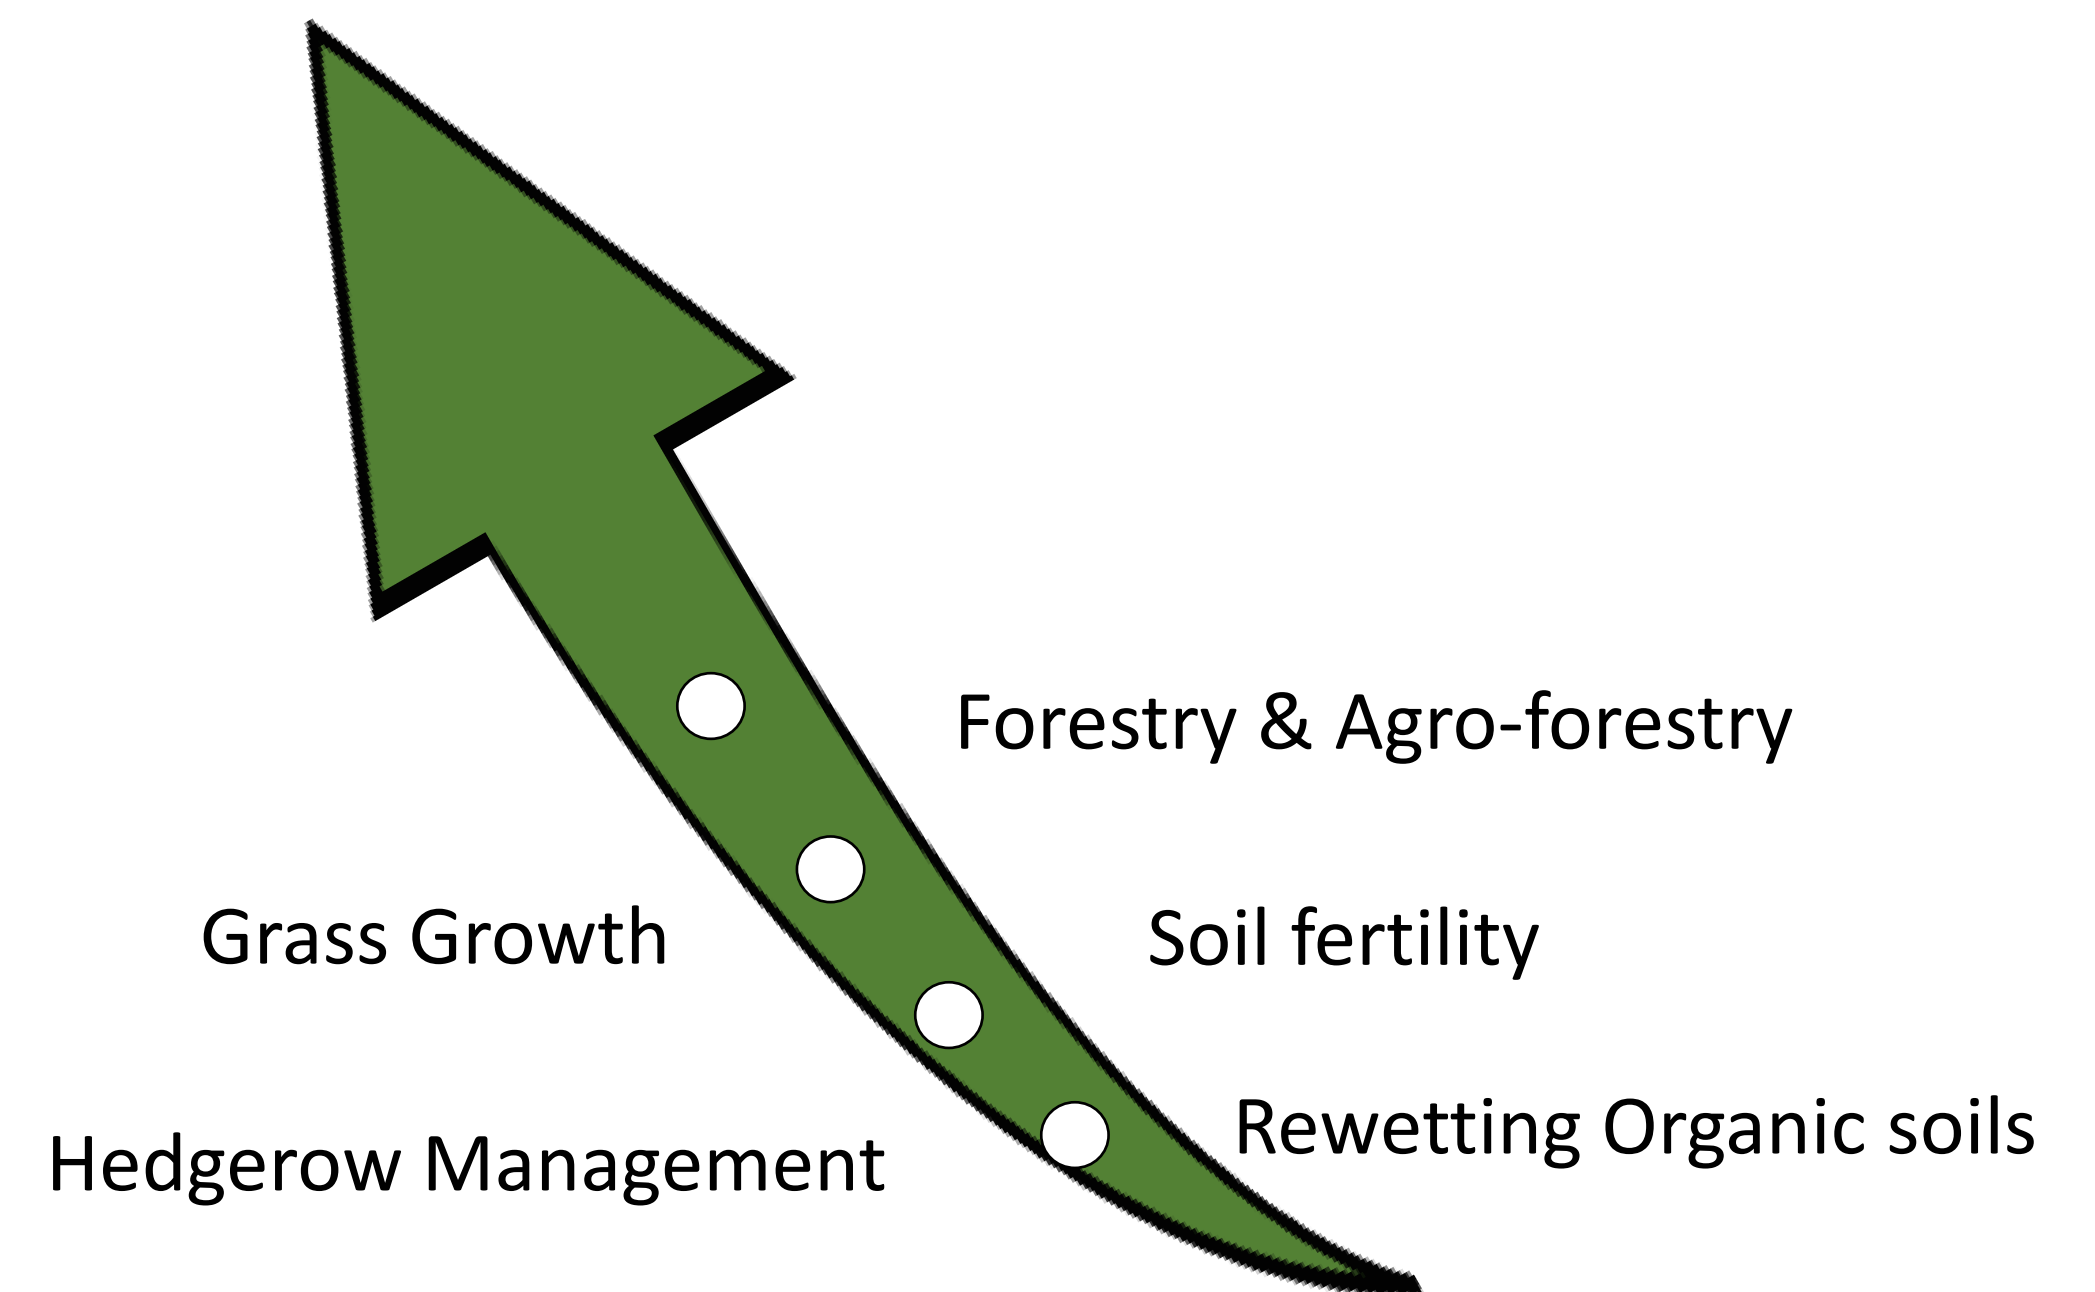 Forestry & Agro-forestry
Grass Growth
Soil fertility
Rewetting Organic soils
Hedgerow Management